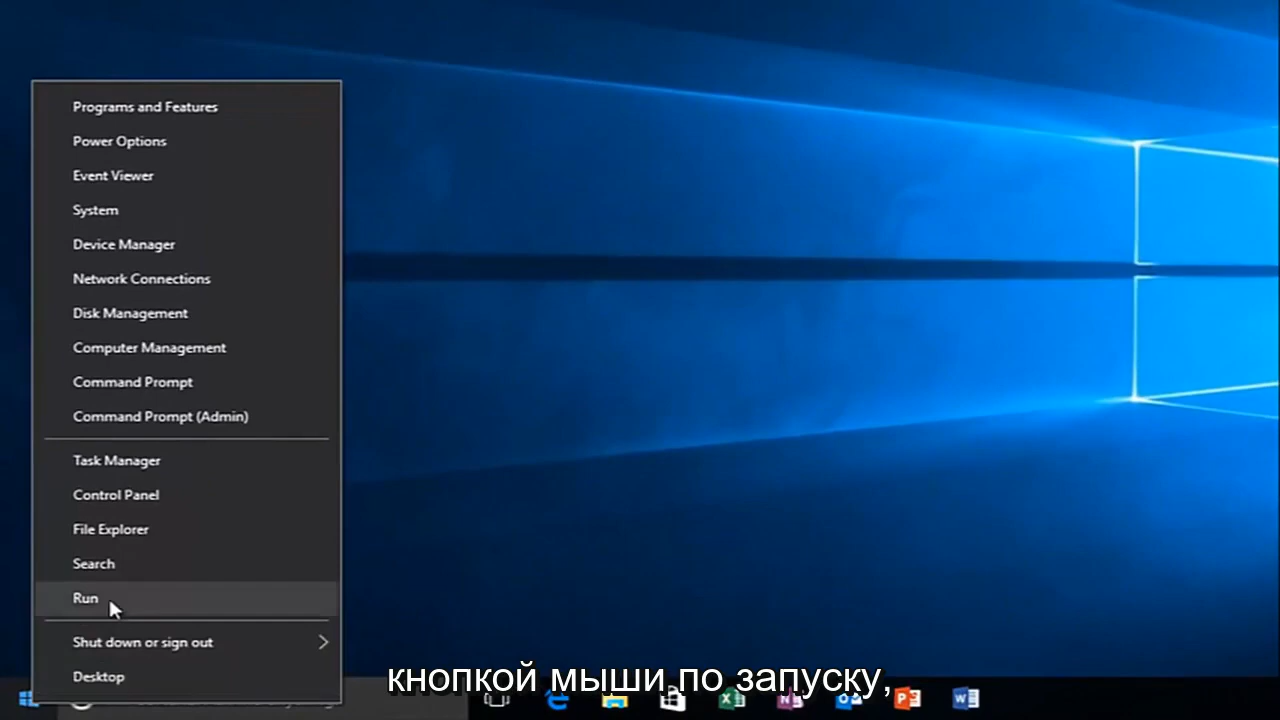 Programs and Features
Power Options
Event Viewer
System
Device Manager
Network Connections
Disk Management
Computer Management
Command Prompt
Command Prompt (Admin)
Task Manager
Control Panel
File Explorer
Search
Run
Shut down or sign out
Desktop
кнопкой мыши по запуску,